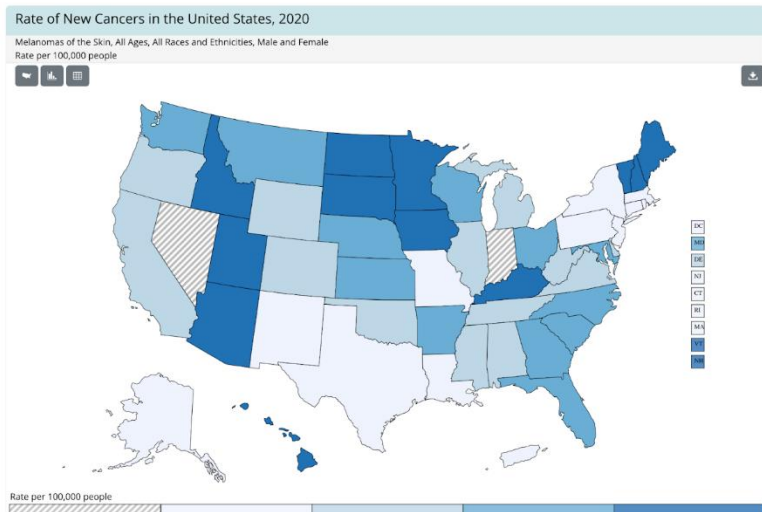 Rate of New Cancers in the United States, 2020
Melanomas of the Skin, All Ages, All Races and Ethnicities, Male and Female
Rate per 100,000 people
DC
MD
DE
NJ
CT
RI
MA
VT
NH
Rate per 100,000 people